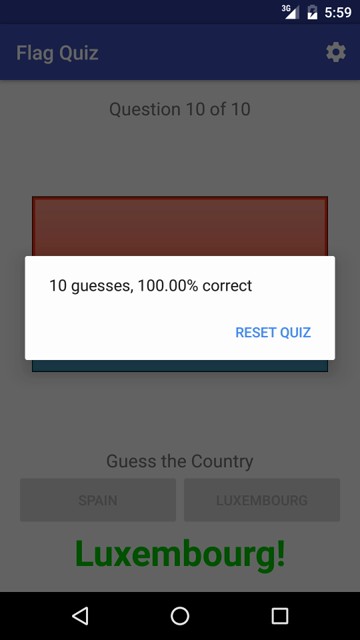 3G
5:59
Flag Quiz
Question 10 of 10
10 guesses, 100.00% correct
RESET QUIZ
Guess the Country
SPAIN
LUXEMBOURG
Luxembourg!